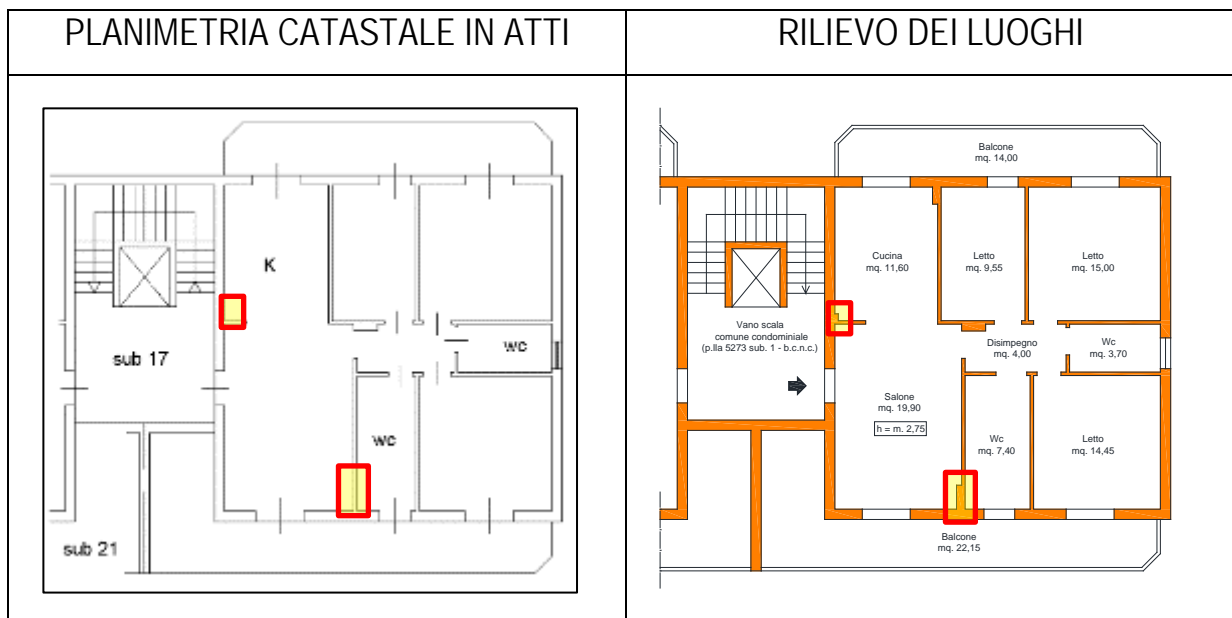 PLANIMETRIA CATASTALE IN ATTI
RILIEVO DEI LUOGHI
K
sub 17
wc
wc
sub 21
Balcone
mq. 14,00
Cucina
mq. 11,60
Letto
mq. 9,55
Letto
mq. 15,00
Vano scala
comune condominiale
(p.lla 5273 sub. 1 - b.c.n.c.)
Disimpegno
mq. 4,00
Wc
mq. 3,70
Salone
mq. 19,90
h = m. 2,75
Wc
mq. 7,40
Letto
mq. 14,45
Balcone
mq. 22,15